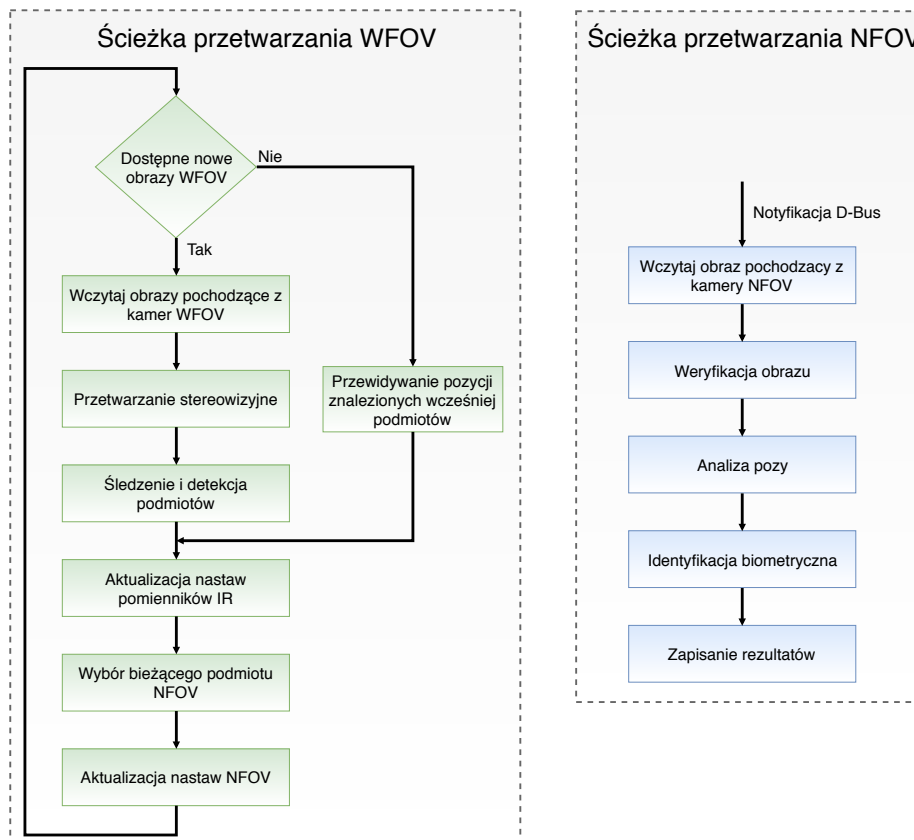 Ścieżka przetwarzania WFOV
Dostępne nowe
obrazy WFOV
Nie
Tak
Wczytaj obrazy pochodzące z
kamer WFOV
Przetwarzanie stereowizyjne
Przewidywanie pozycji
znalezionych wcześniej
podmiotów
Śledzenie i detekcja
podmiotów
Aktualizacja nastaw
pomienników IR
Wybór bieżącego podmiotu
NFOV
Aktualizacja nastaw NFOV
Ścieżka przetwarzania NFOV
Notyfikacja D-Bus
Wczytaj obraz pochodzacy z
kamery NFOV
Weryfikacja obrazu
Analiza pozy
Identyfikacja biometryczna
Zapisanie rezultatów